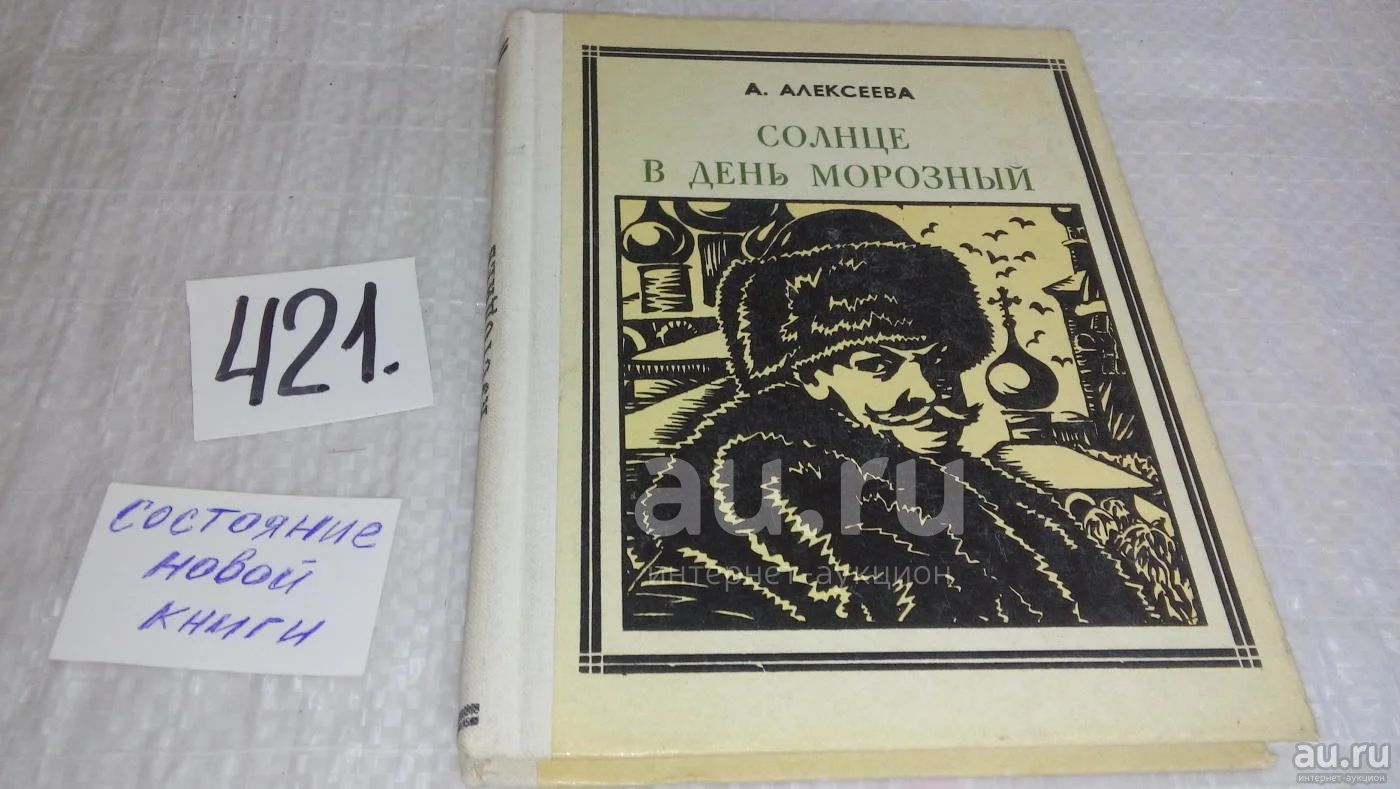 А. АЛЕКСЕЕВА
СОЛНЦЕ
В ДЕНЬ МОРОЗНЫЙ
421.
состояние
новой
книги
au.ru
интернет-аукцион
au.ru
интернет-аукцион